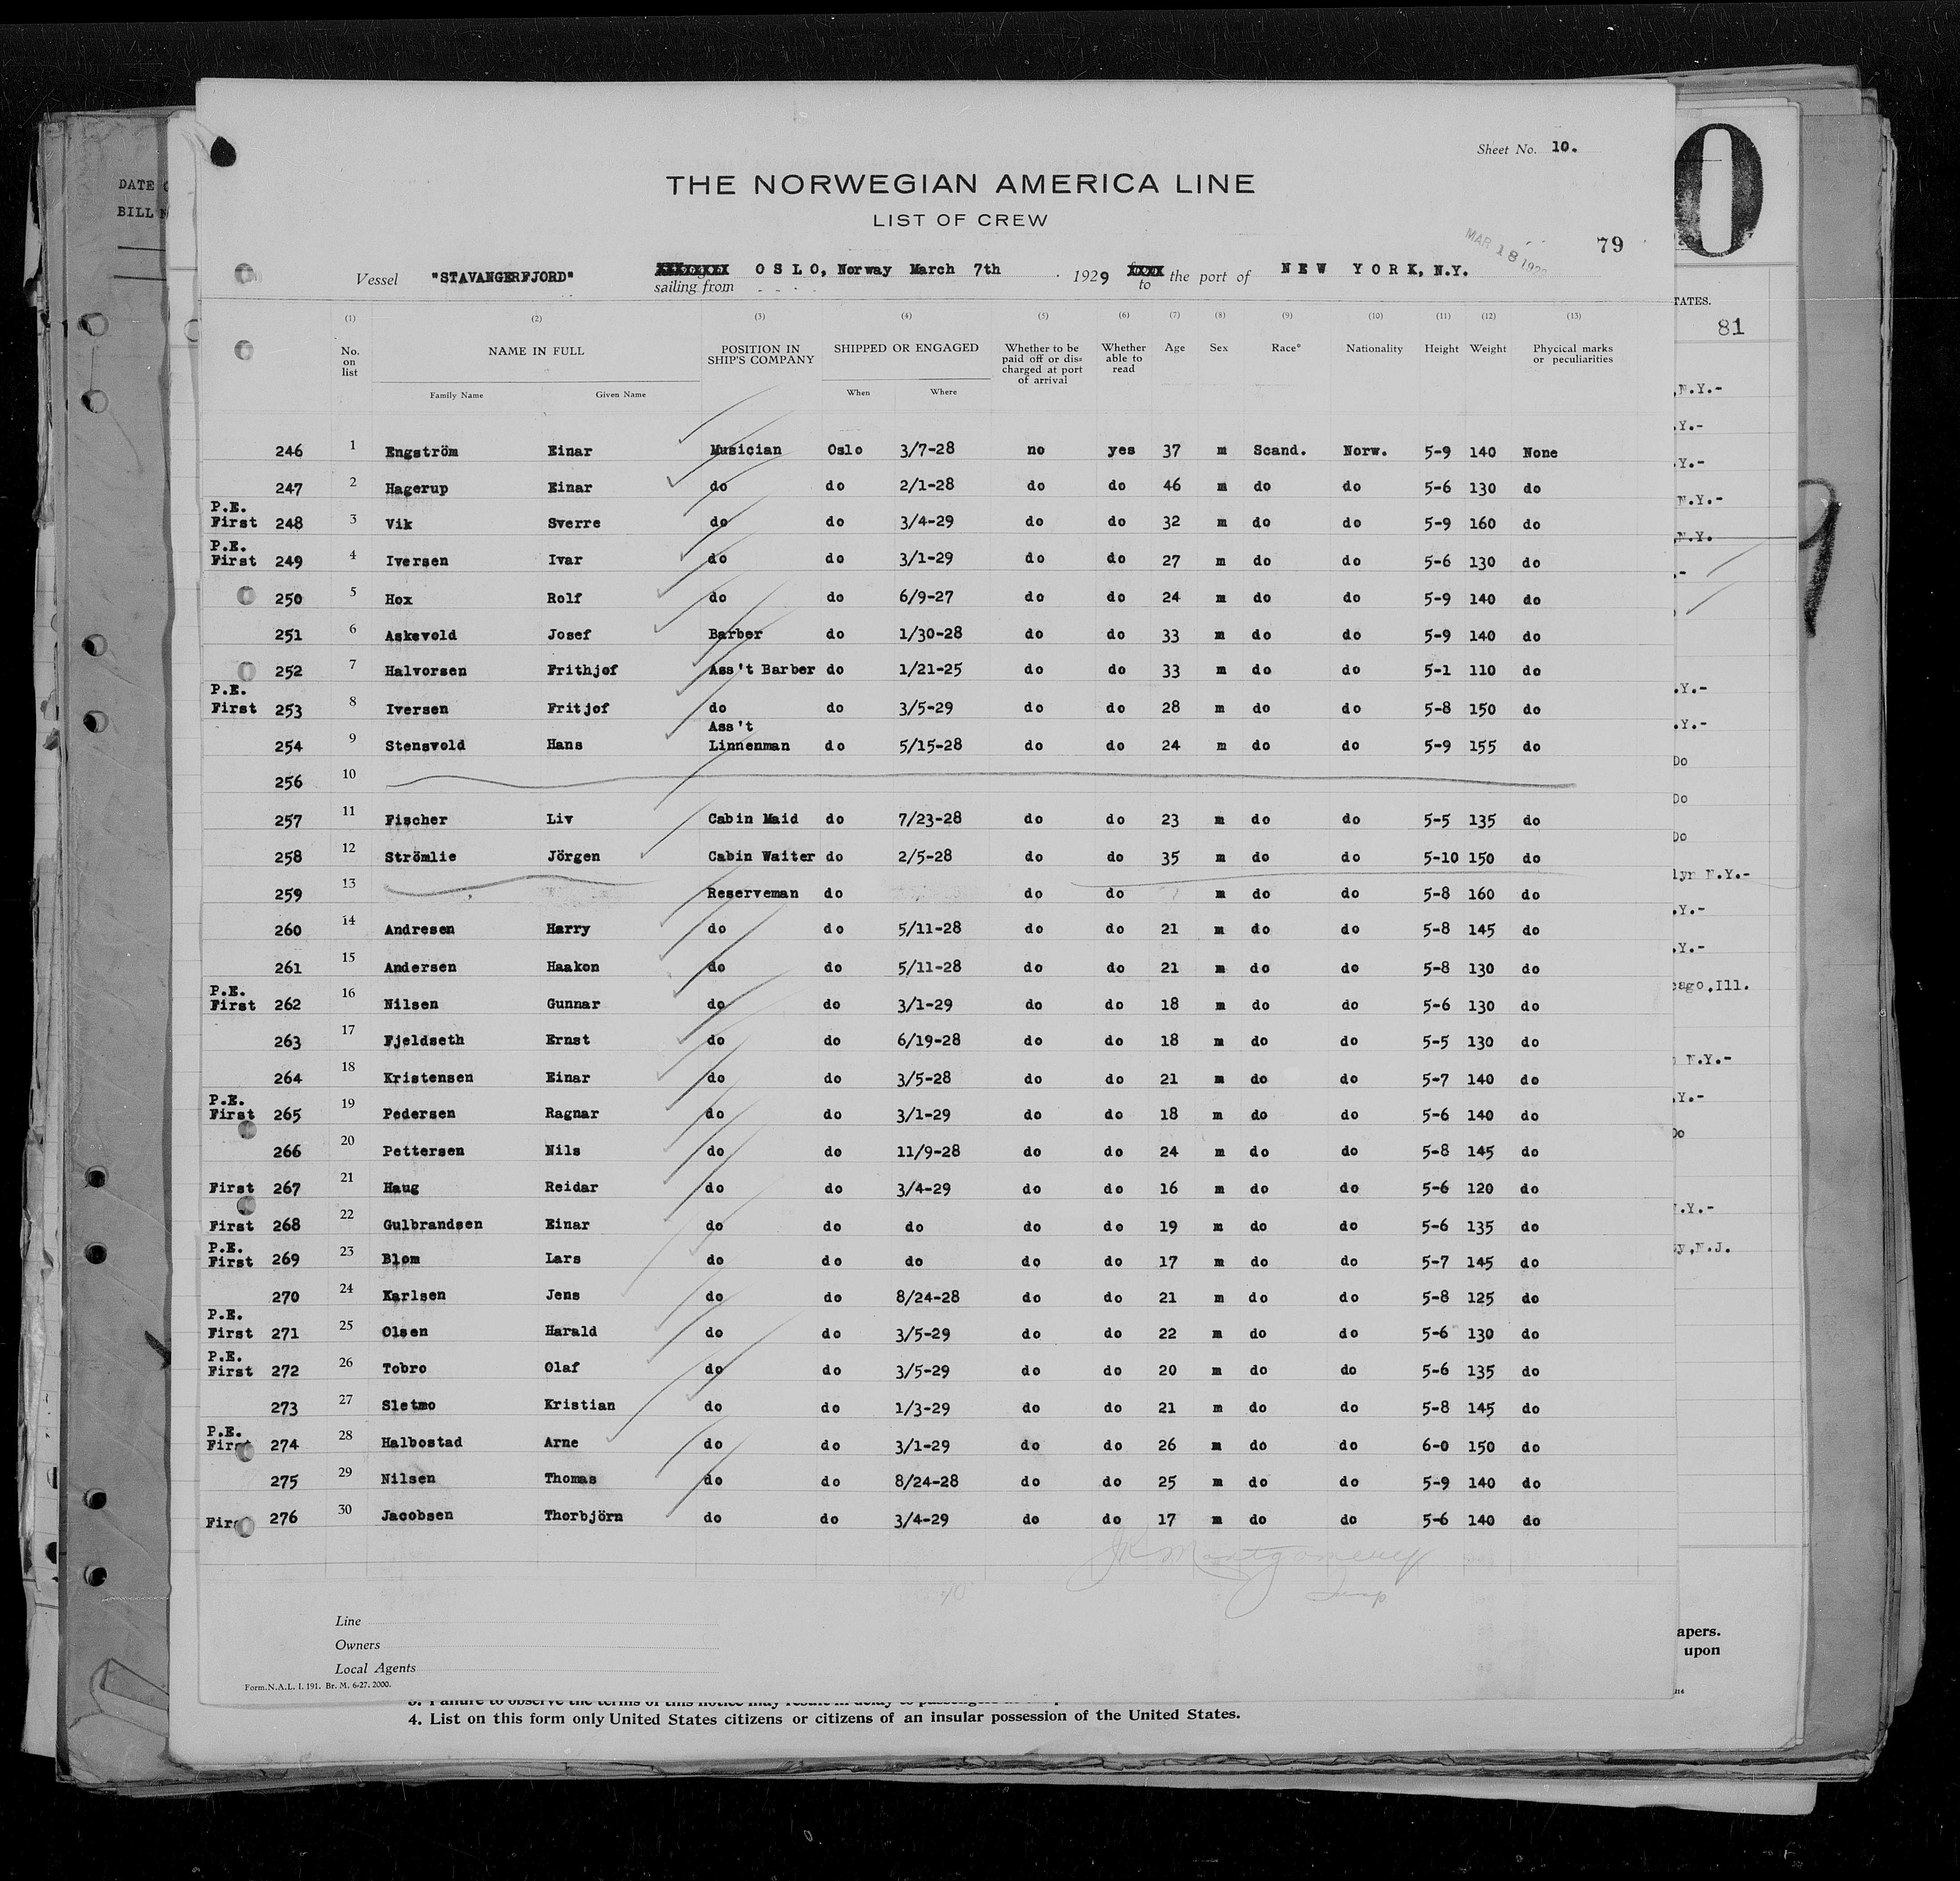 DATE
BILL
Sheet No. 10.
THE NORWEGIAN AMERICA LINE
LIST OF CREW
MAR 18 1929
79
Vessel "STAVANGERFJORD" sailing from OSLO, Norway March 7th 1929 to the port of NEW YORK, N.Y.
(1) (2) (3) (4) (5) (6) (7) (8) (9) (10) (11) (12) (13)
No. on list NAME IN FULL POSITION IN SHIP'S COMPANY SHIPPED OR ENGAGED Whether to be paid off or discharged at port of arrival Whether able to read Age Sex Race* Nationality Height Weight Phycical marks or peculiarities
Family Name Given Name When Where
246 1 Engström Einar Musician Oslo 3/7-28 no yes 37 m Scand. Norw. 5-9 140 None
247 2 Hagerup Einar do do 2/1-28 do do 46 m do do 5-6 130 do
P.E. First 248 3 Vik Sverre do do 3/4-29 do do 32 m do do 5-9 160 do
P.E. First 249 4 Iversen Ivar do do 3/1-29 do do 27 m do do 5-6 130 do
250 5 Hox Rolf do do 6/9-27 do do 24 m do do 5-9 140 do
251 6 Askevold Josef Barber do 1/30-28 do do 33 m do do 5-9 140 do
252 7 Halvorsen Frithjof Ass't Barber do 1/21-25 do do 33 m do do 5-1 110 do
P.E. First 253 8 Iversen Fritjof do do 3/5-29 do do 28 m do do 5-8 150 do
254 9 Stensvold Hans Ass't Linnenman do 5/15-28 do do 24 m do do 5-9 155 do
256 10
257 11 Fischer Liv Cabin Maid do 7/23-28 do do 23 m do do 5-5 135 do
258 12 Strömlie Jörgen Cabin Waiter do 2/5-28 do do 35 m do do 5-10 150 do
259 13 Reserveman do do do m do do 5-8 160 do
260 14 Andresen Harry do do 5/11-28 do do 21 m do do 5-8 145 do
261 15 Andersen Haakon do do 5/11-28 do do 21 m do do 5-8 130 do
P.E. First 262 16 Nilsen Gunnar do do 3/1-29 do do 18 m do do 5-6 130 do
263 17 Fjeldseth Ernst do do 6/19-28 do do 18 m do do 5-5 130 do
264 18 Kristensen Einar do do 3/5-28 do do 21 m do do 5-7 140 do
P.E. First 265 19 Pedersen Ragnar do do 3/1-29 do do 18 m do do 5-6 140 do
266 20 Pettersen Nils do do 11/9-28 do do 24 m do do 5-8 145 do
First 267 21 Haug Reidar do do 3/4-29 do do 16 m do do 5-6 120 do
First 268 22 Gulbrandsen Einar do do do do do 19 m do do 5-6 135 do
P.E. First 269 23 Blom Lars do do do do do 17 m do do 5-7 145 do
270 24 Karlsen Jens do do 8/24-28 do do 21 m do do 5-8 125 do
P.E. First 271 25 Olsen Harald do do 3/5-29 do do 22 m do do 5-6 130 do
P.E. First 272 26 Tobro Olaf do do 3/5-29 do do 20 m do do 5-6 135 do
273 27 Sletmo Kristian do do 1/3-29 do do 21 m do do 5-8 145 do
P.E. First 274 28 Halbostad Arne do do 3/1-29 do do 26 m do do 6-0 150 do
275 29 Nilsen Thomas do do 8/24-28 do do 25 m do do 5-9 140 do
First 276 30 Jacobsen Thorbjörn do do 3/4-29 do do 17 m do do 5-6 140 do
JR Montgomery
Insp
Line
Owners
Local Agents
Form.N.A.L. I. 191. Br. M. 6-27. 2000.
4. List on this form only United States citizens or citizens of an insular possession of the United States.
TATES.
81
N.Y.-
.Y.-
.Y.-
N.Y.-
N.Y.
.Y.-
.Y.-
Do
Do
Do
lyn N.Y.-
.Y.-
.Y.-
cago,Ill.
N.Y.-
.Y.-
Do
.Y.-
y,N.J.
apers.
upon